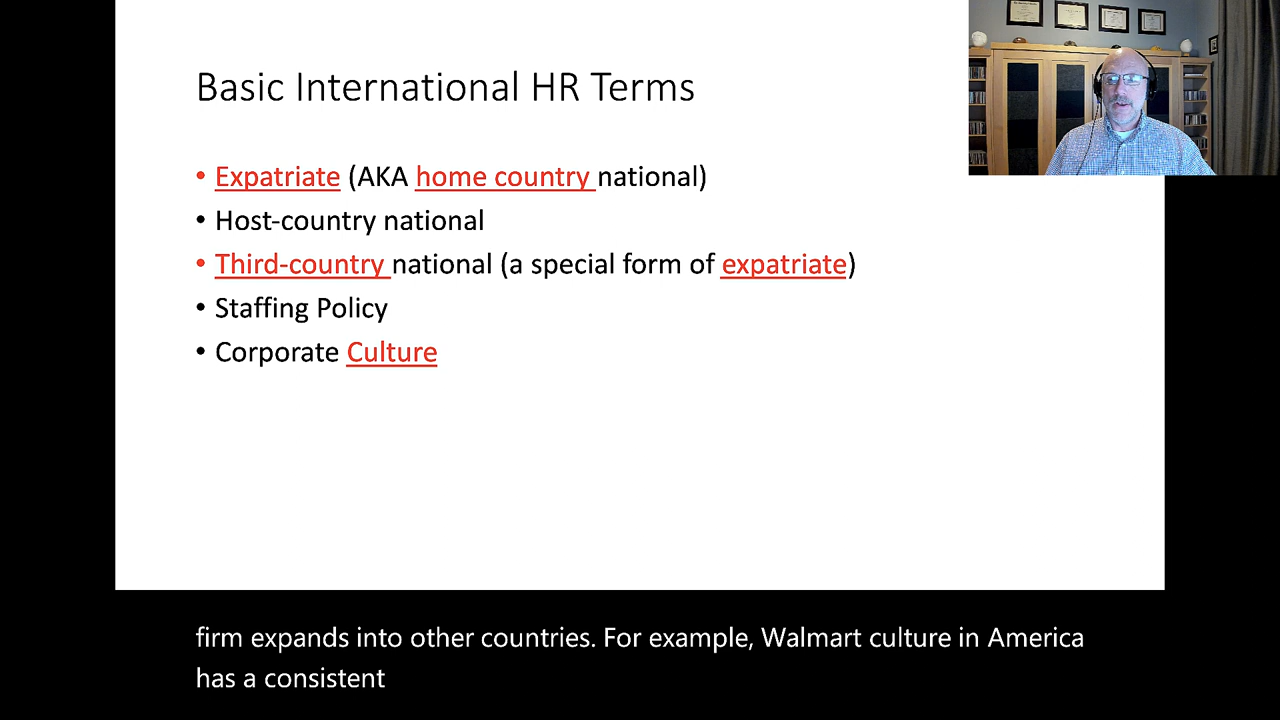 Basic International HR Terms
• Expatriate (AKA home country national)
• Host-country national
• Third-country national (a special form of expatriate)
• Staffing Policy
• Corporate Culture
firm expands into other countries. For example, Walmart culture in America
has a consistent